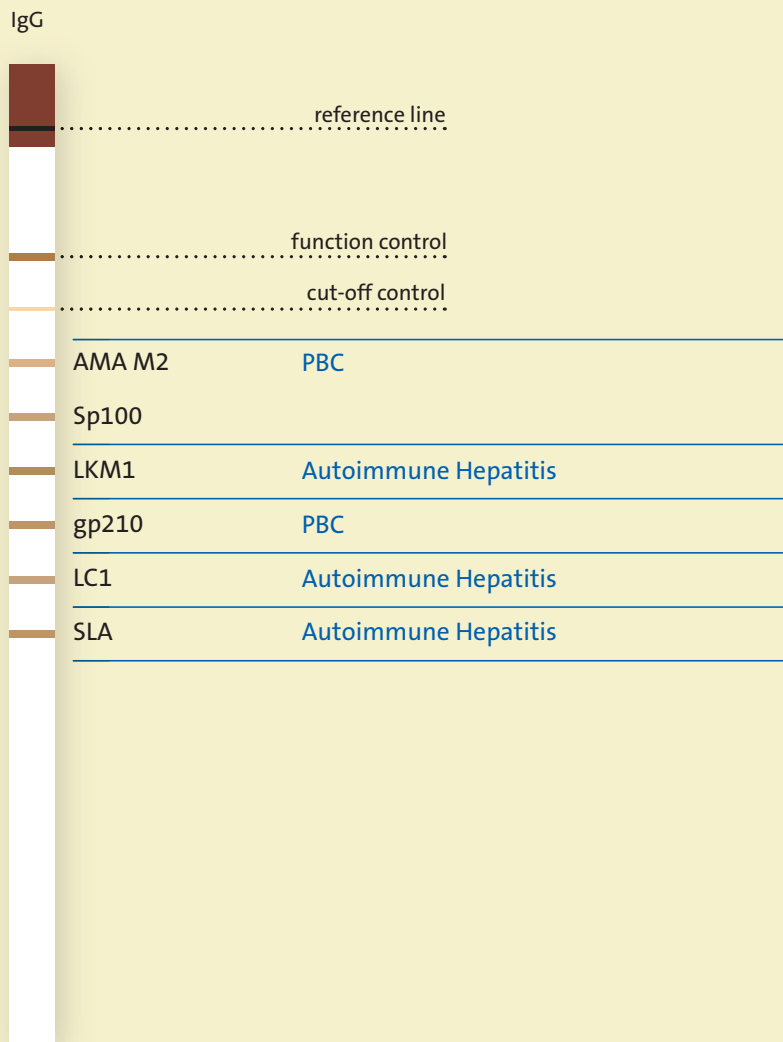 IgG
reference line
function control
cut-off control
AMA M2 PBC
Sp100
LKM1 Autoimmune Hepatitis
gp210 PBC
LC1 Autoimmune Hepatitis
SLA Autoimmune Hepatitis